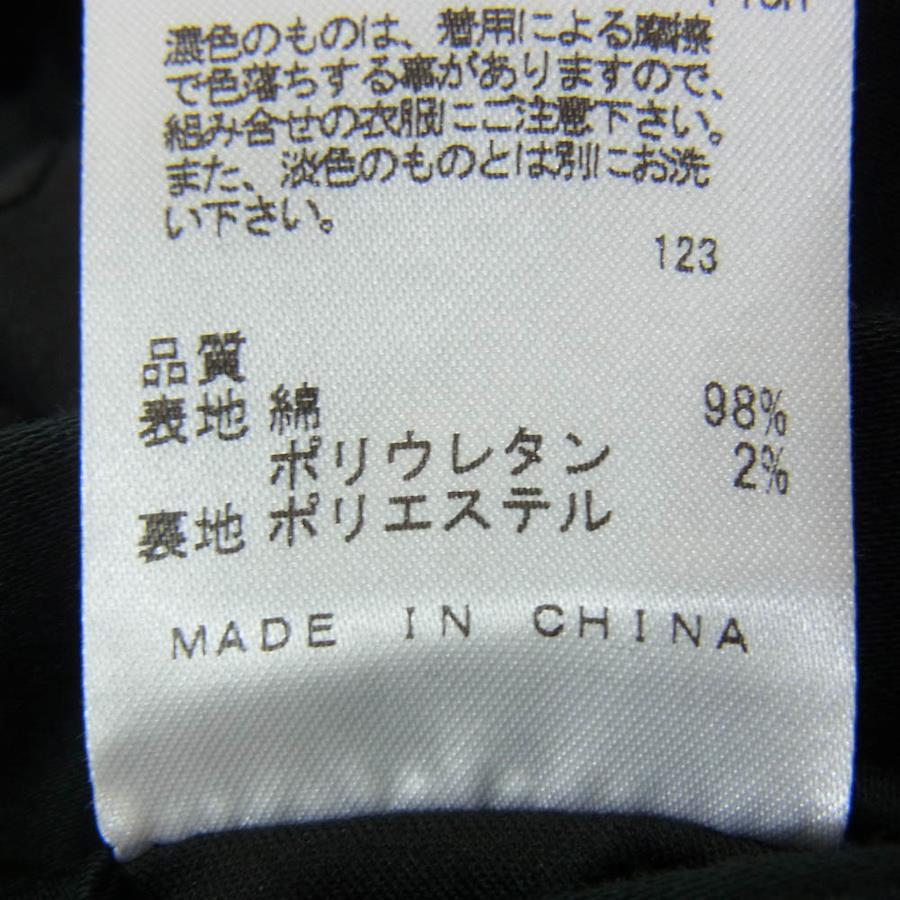 濃色のものは、着用による摩擦
で色落ちする事がありますので、
組み合せの衣服にご注意下さい。
また、淡色のものとは別にお洗
い下さい。
123
品質
表地 綿 98%
ポリウレタン 2%
裏地 ポリエステル
MADE IN CHINA